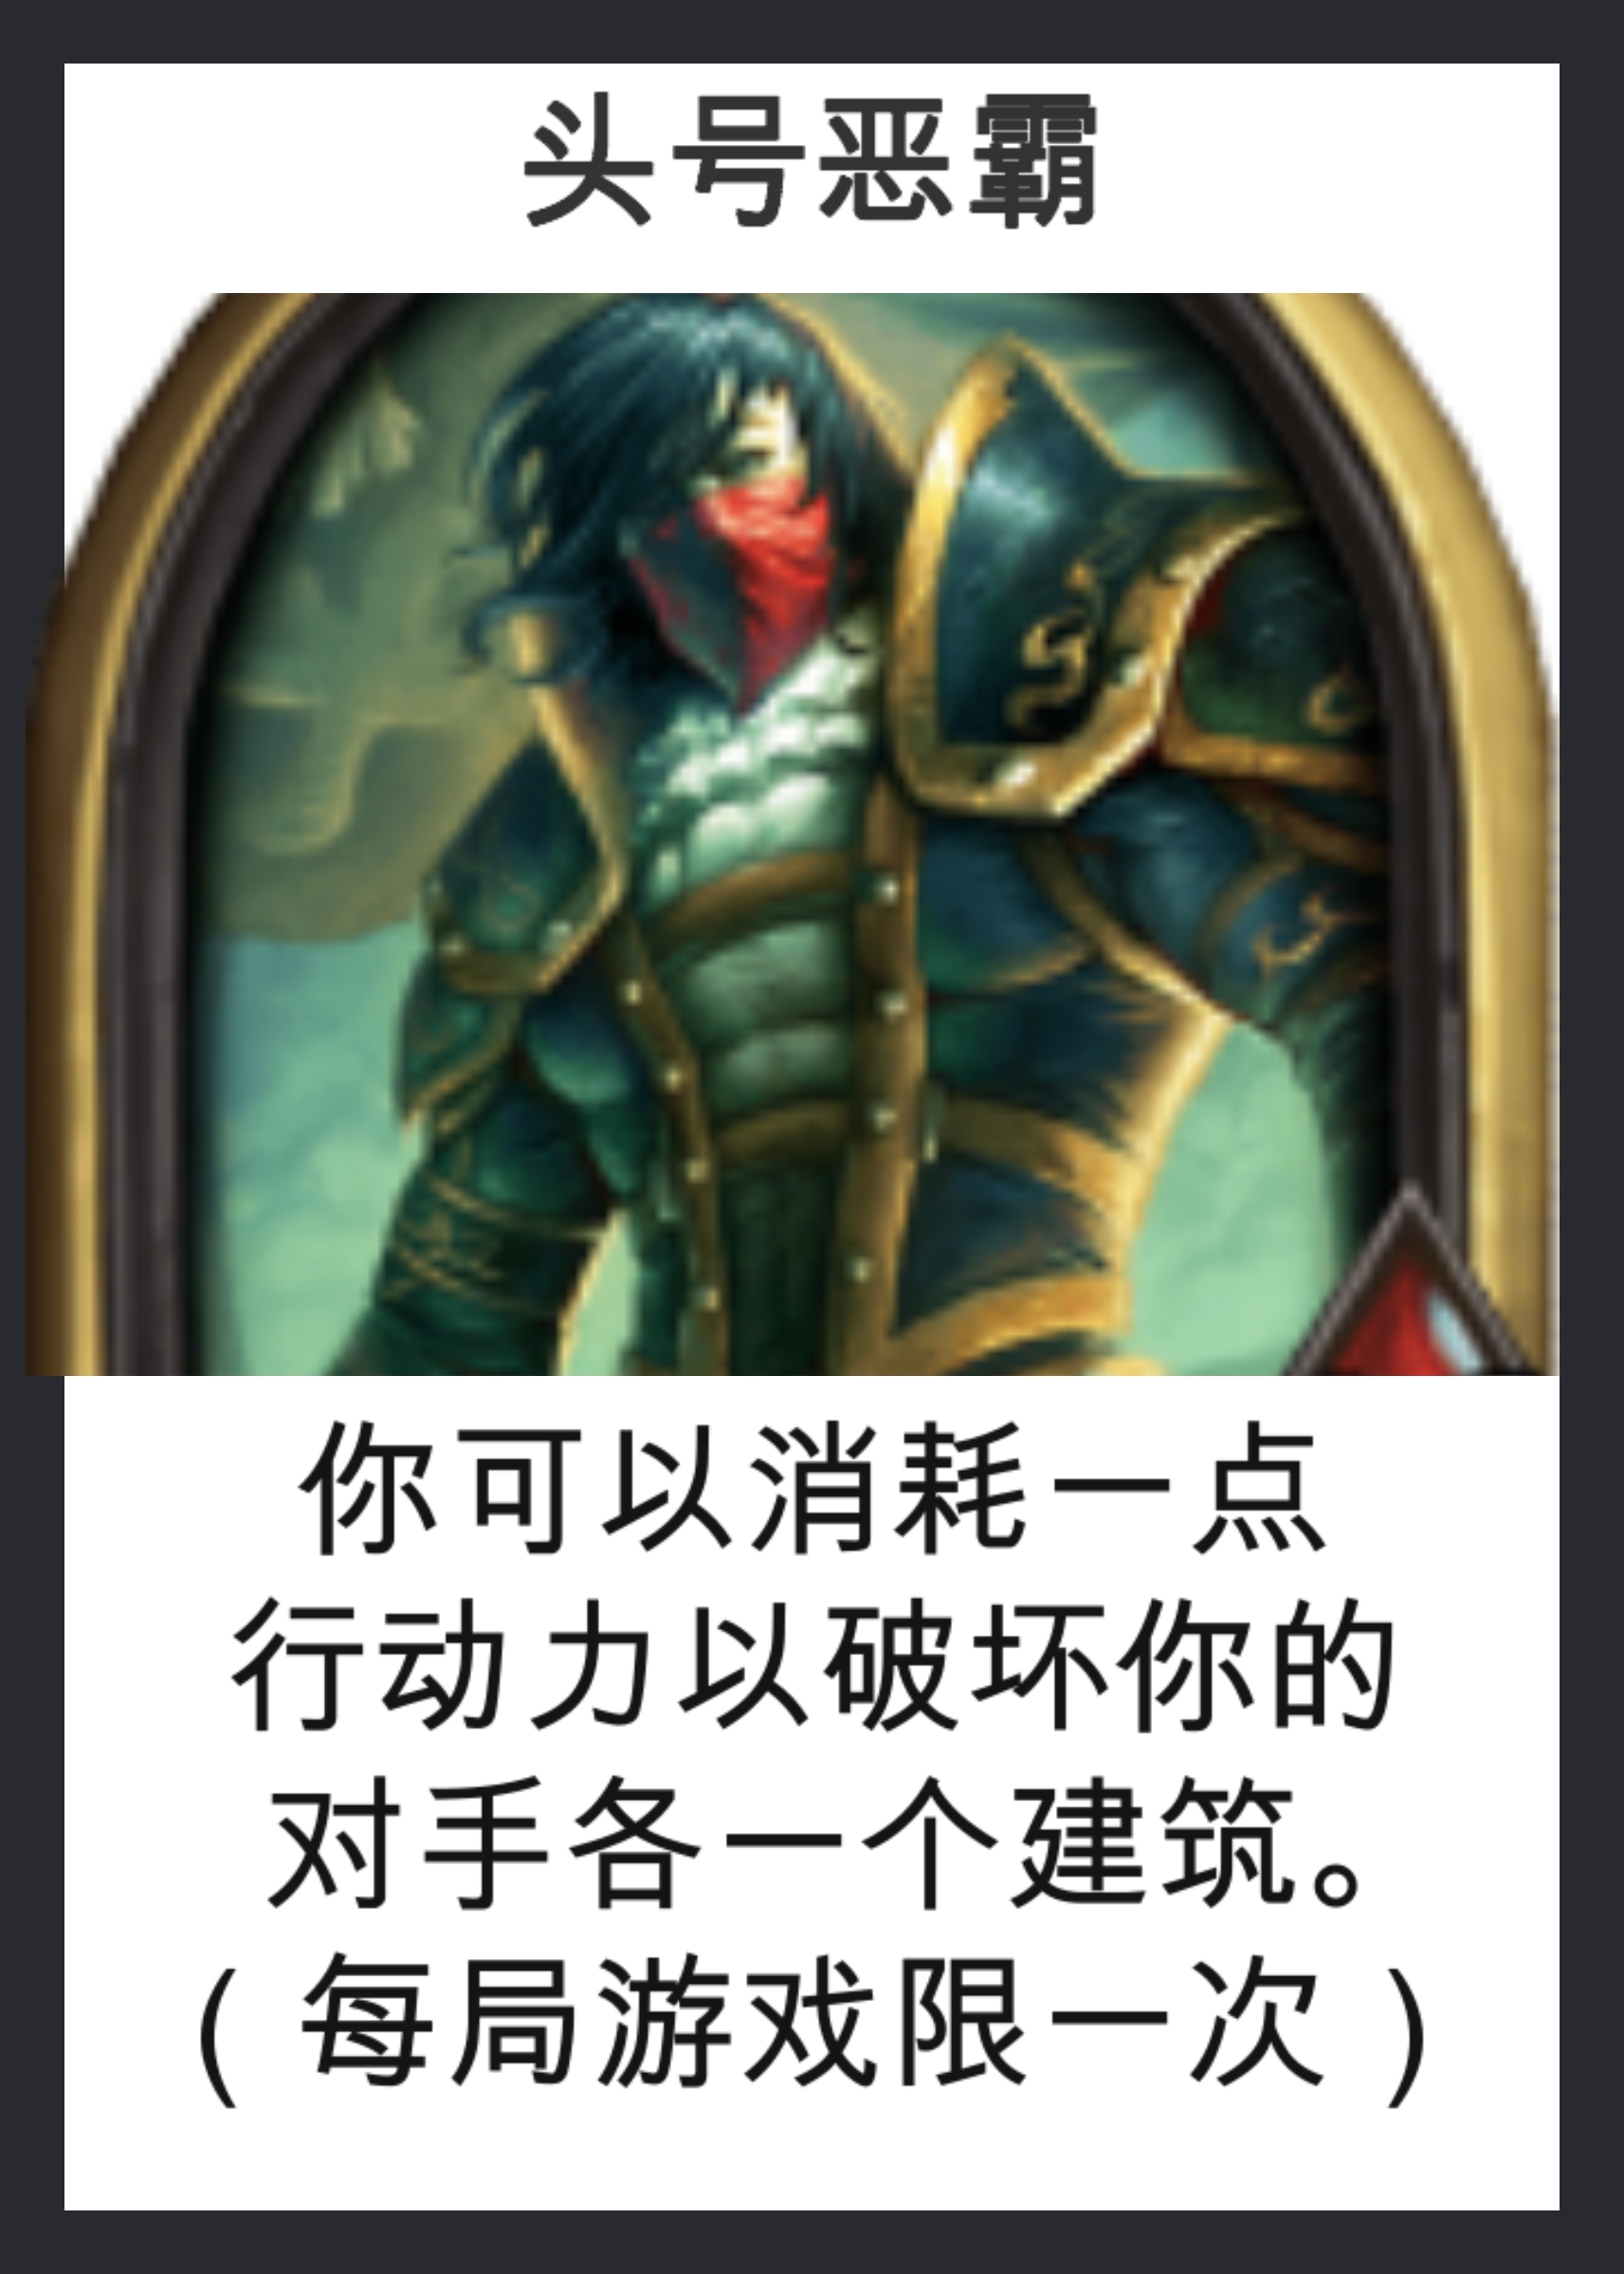 头号恶霸
你可以消耗一点
行动力以破坏你的
对手各一个建筑。
（每局游戏限一次）